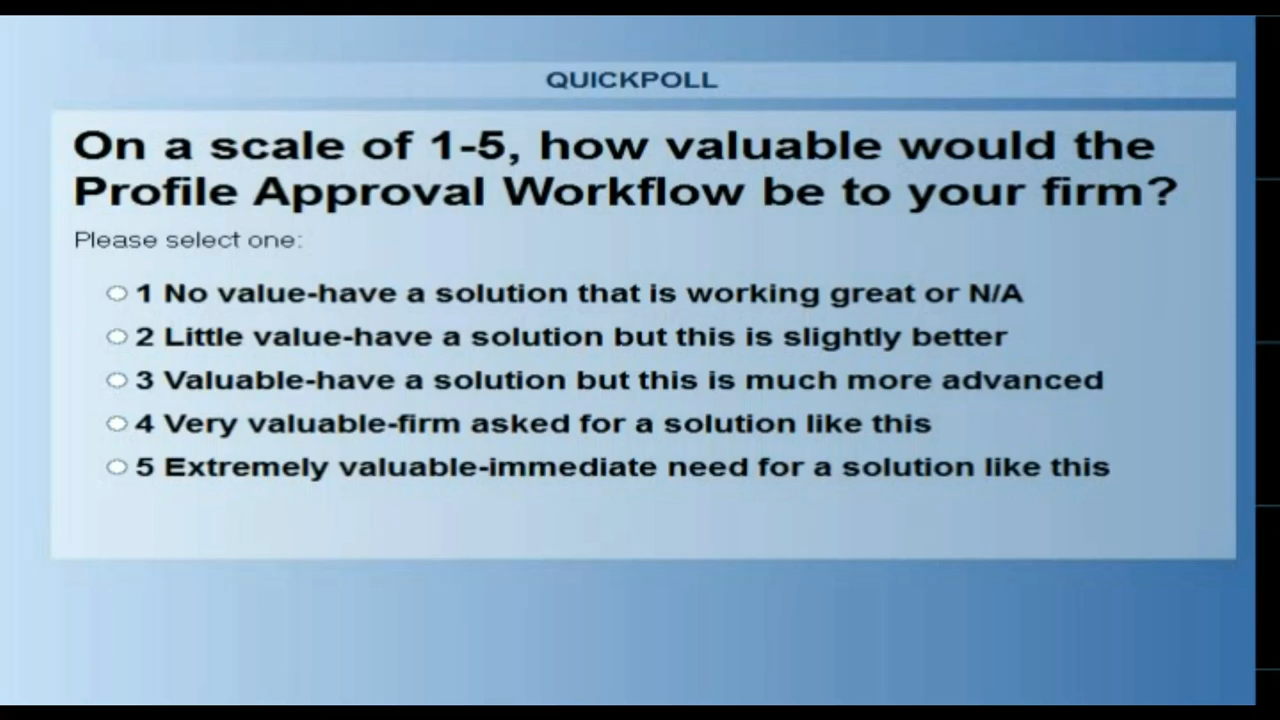 QUICKPOLL
On a scale of 1-5, how valuable would the
Profile Approval Workflow be to your firm?
Please select one:
1 No value-have a solution that is working great or N/A
2 Little value-have a solution but this is slightly better
3 Valuable-have a solution but this is much more advanced
4 Very valuable-firm asked for a solution like this
5 Extremely valuable-immediate need for a solution like this